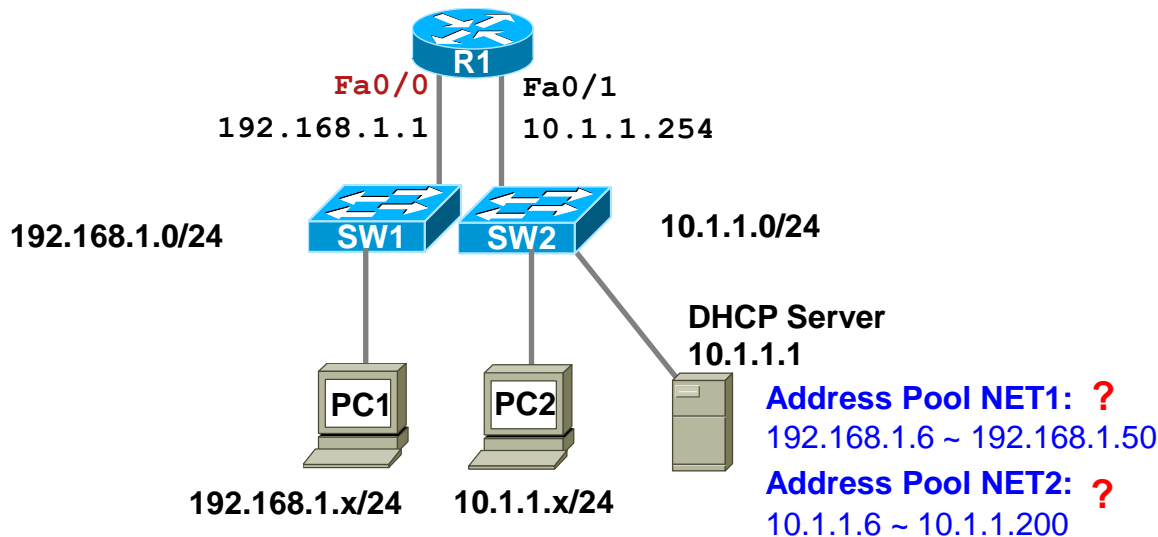 R1
Fa0/0
Fa0/1
192.168.1.1
10.1.1.254
192.168.1.0/24
SW1
SW2
10.1.1.0/24
DHCP Server
10.1.1.1
PC1
PC2
Address Pool NET1: ?
192.168.1.6 ~ 192.168.1.50
Address Pool NET2: ?
10.1.1.6 ~ 10.1.1.200
192.168.1.x/24
10.1.1.x/24